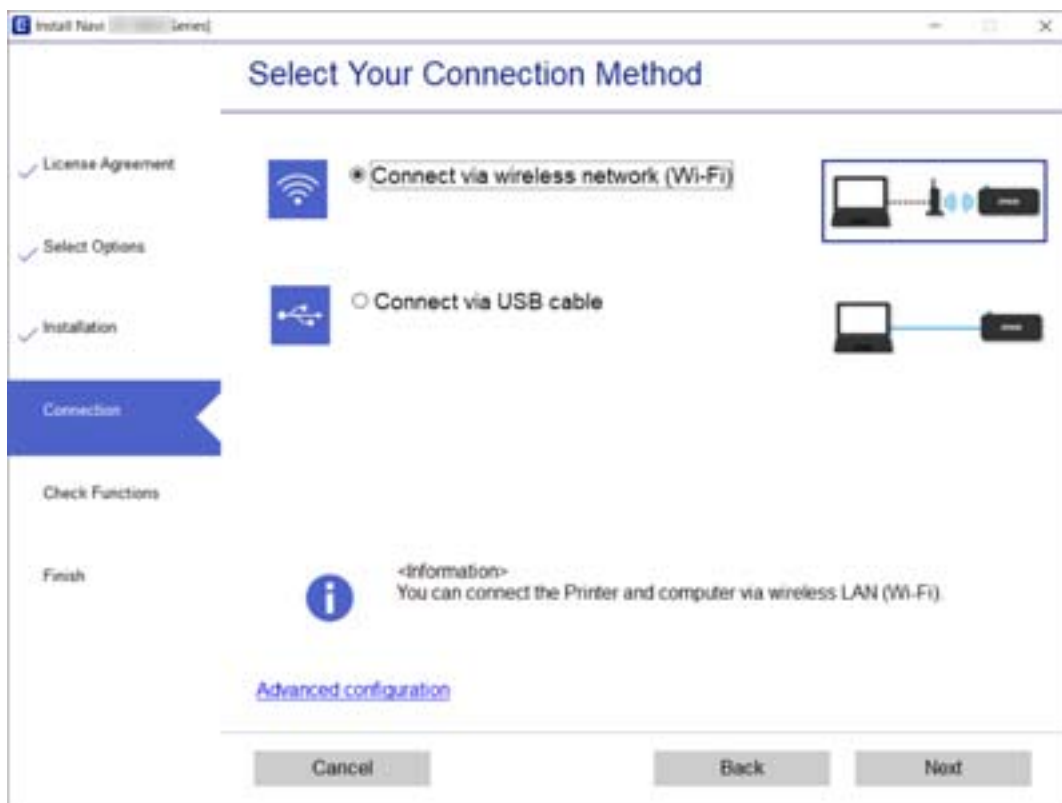 Install Navi Series]
Select Your Connection Method
License Agreement
Select Options
Installation
Connection
Check Functions
Finish
Connect via wireless network (Wi-Fi)
Connect via USB cable
<Information>
You can connect the Printer and computer via wireless LAN (Wi-Fi).
Advanced configuration
Cancel
Back
Next